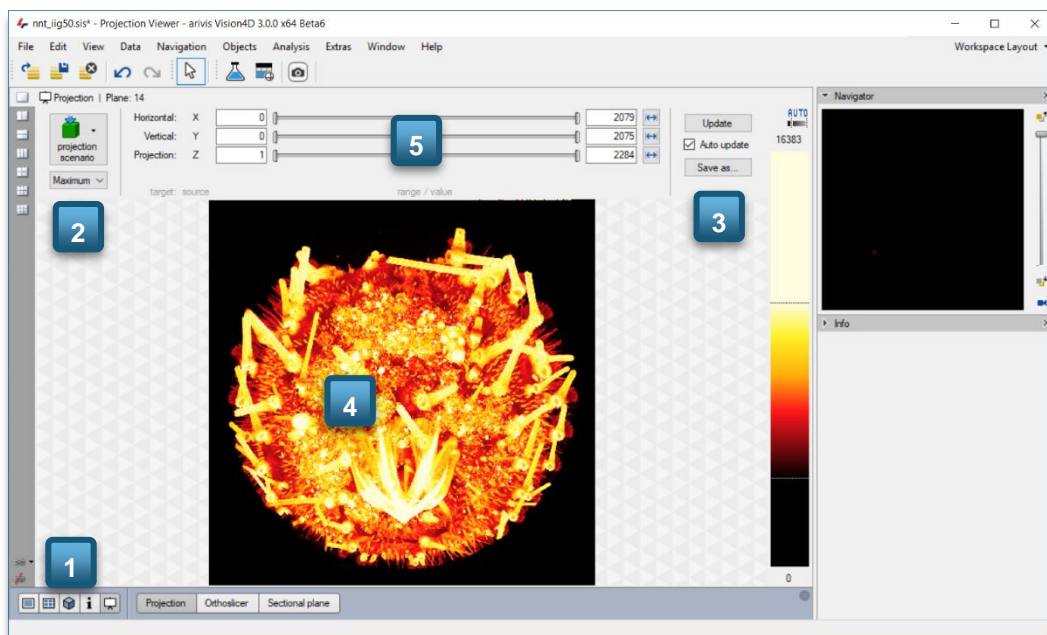 nnt_iig50.sis* - Projection Viewer - arivis Vision4D 3.0.0 x64 Beta6
File Edit View Data Navigation Objects Analysis Extras Window Help Workspace Layout
Projection | Plane: 14
Navigator
Horizontal: X 0 2079
Vertical: Y 0 2075
Projection: Z 1 2284
projection
scenario
Maximum
target: source range / value
Update
Auto update
Save as...
AUTO
16383
5
2
3
4
1
Info
0
i
Projection Orthoslicer Sectional plane